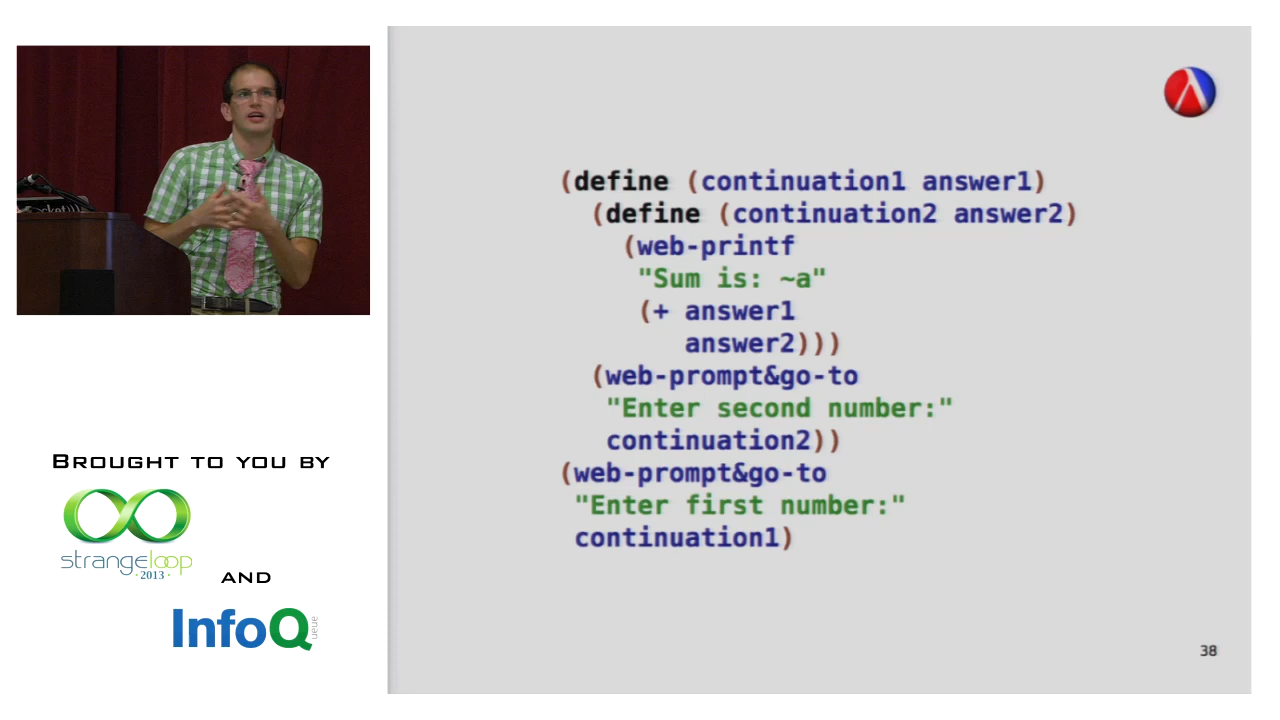 (define (continuation1 answer1)
(define (continuation2 answer2)
(web-printf
"Sum is: ~a"
(+ answer1
answer2)))
(web-prompt&go-to
"Enter second number:"
continuation2))
(web-prompt&go-to
"Enter first number:"
continuation1)
38
BROUGHT TO YOU BY
strangeloop
·2013·
AND
InfoQ
ueue